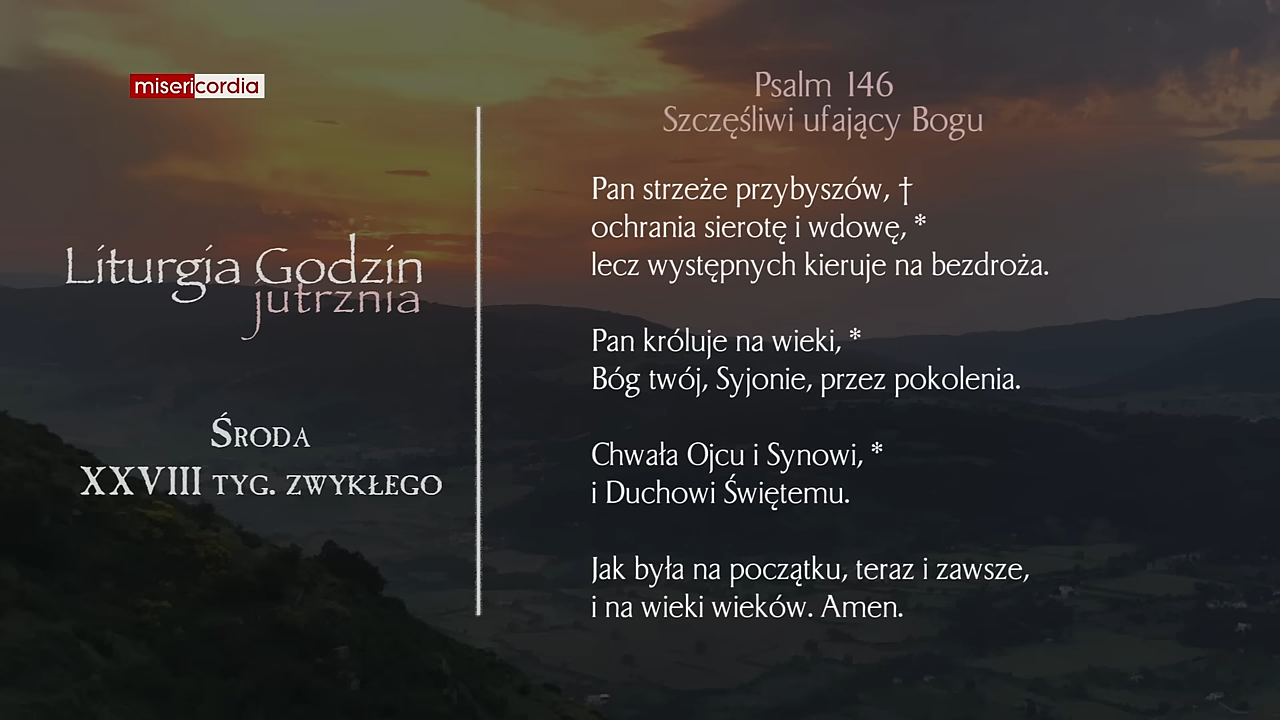 misericordia
Liturgia Godzin
jutrznia
Środa
XXVIII tyg. zwykłego
Psalm 146
Szczęśliwi ufający Bogu
Pan strzeże przybyszów, †
ochrania sierotę i wdowę, *
lecz występnych kieruje na bezdroża.
Pan króluje na wieki, *
Bóg twój, Syjonie, przez pokolenia.
Chwała Ojcu i Synowi, *
i Duchowi Świętemu.
Jak była na początku, teraz i zawsze,
i na wieki wieków. Amen.